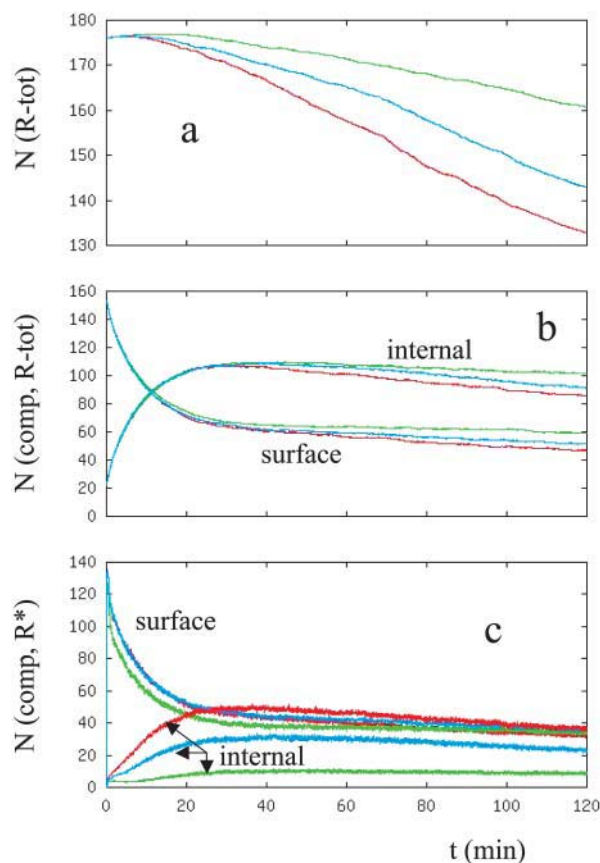 N (R-tot)
180
170
160
150
140
130
a
N (comp, R-tot)
160
140
120
100
80
60
40
20
0
b
internal
surface
N (comp, R*)
140
120
100
80
60
40
20
0
surface
c
internal
0 20 40 60 80 100 120
t (min)